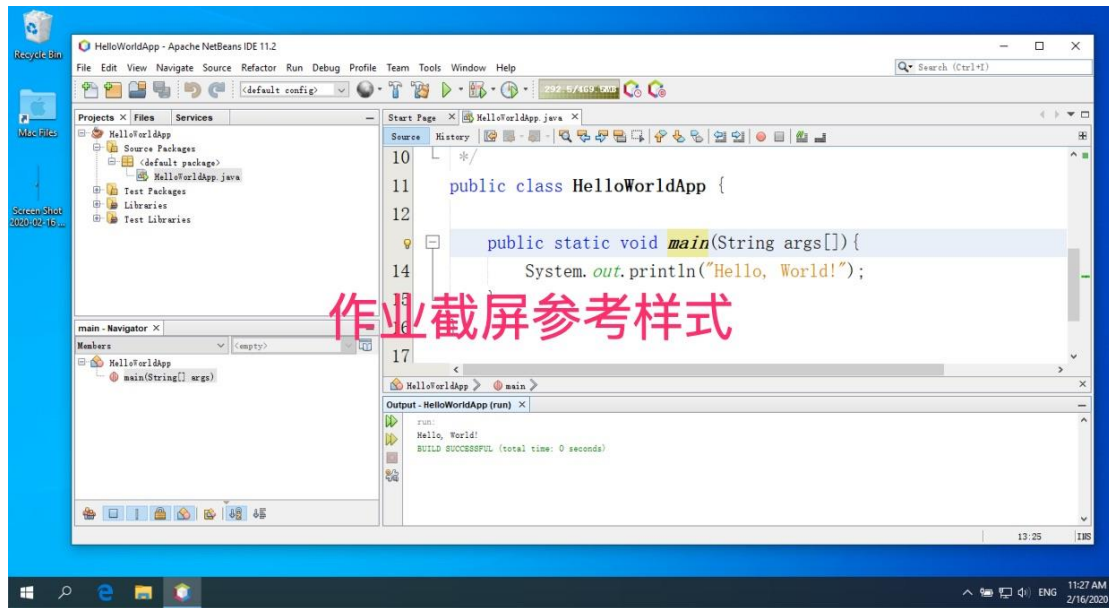 Recycle Bin
Mac Files
Screen Shot
2020-02-16 ...
HelloWorldApp - Apache NetBeans IDE 11.2
File Edit View Navigate Source Refactor Run Debug Profile Team Tools Window Help
Search (Ctrl+I)
<default config>
Projects Files Services
HelloWorldApp
Source Packages
<default package>
HelloWorldApp.java
Test Packages
Libraries
Test Libraries
Start Page HelloWorldApp.java
Source History
10 */
11 public class HelloWorldApp {
12
public static void main(String args[]){
14 System.out.println("Hello, World!");
15 }
16 }
17
作业截屏参考样式
main - Navigator
Members <empty>
HelloWorldApp
main(String[] args)
HelloWorldApp main
Output - HelloWorldApp (run)
run:
Hello, World!
BUILD SUCCESSFUL (total time: 0 seconds)
13:25 INS
ENG
11:27 AM
2/16/2020